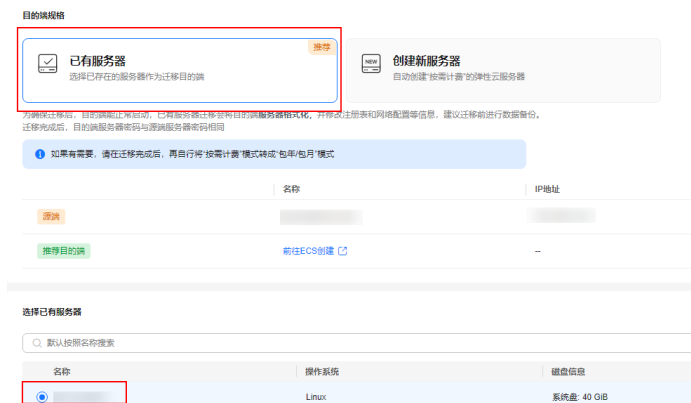 目的端规格
推荐
已有服务器
选择已存在的服务器作为迁移目的端
NEW
创建新服务器
自动创建“按需计费”的弹性云服务器
为确保迁移后，目的端能正常启动，已有服务器迁移会将目的端服务器格式化，并修改注册表和网络配置等信息，建议迁移前进行数据备份。
迁移完成后，目的端服务器密码与源端服务器密码相同
如果有需要，请在迁移完成后，再自行将“按需计费”模式转成“包年/包月”模式
名称 IP地址
源端
推荐目的端 前往ECS创建 –
选择已有服务器
默认按照名称搜索
名称 操作系统 磁盘信息
Linux 系统盘: 40 GiB